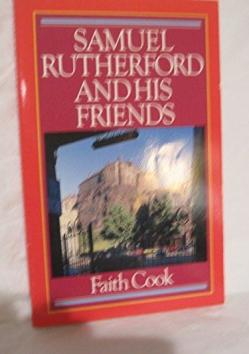 SAMUEL
RUTHERFORD
AND HIS
FRIENDS
Faith Cook